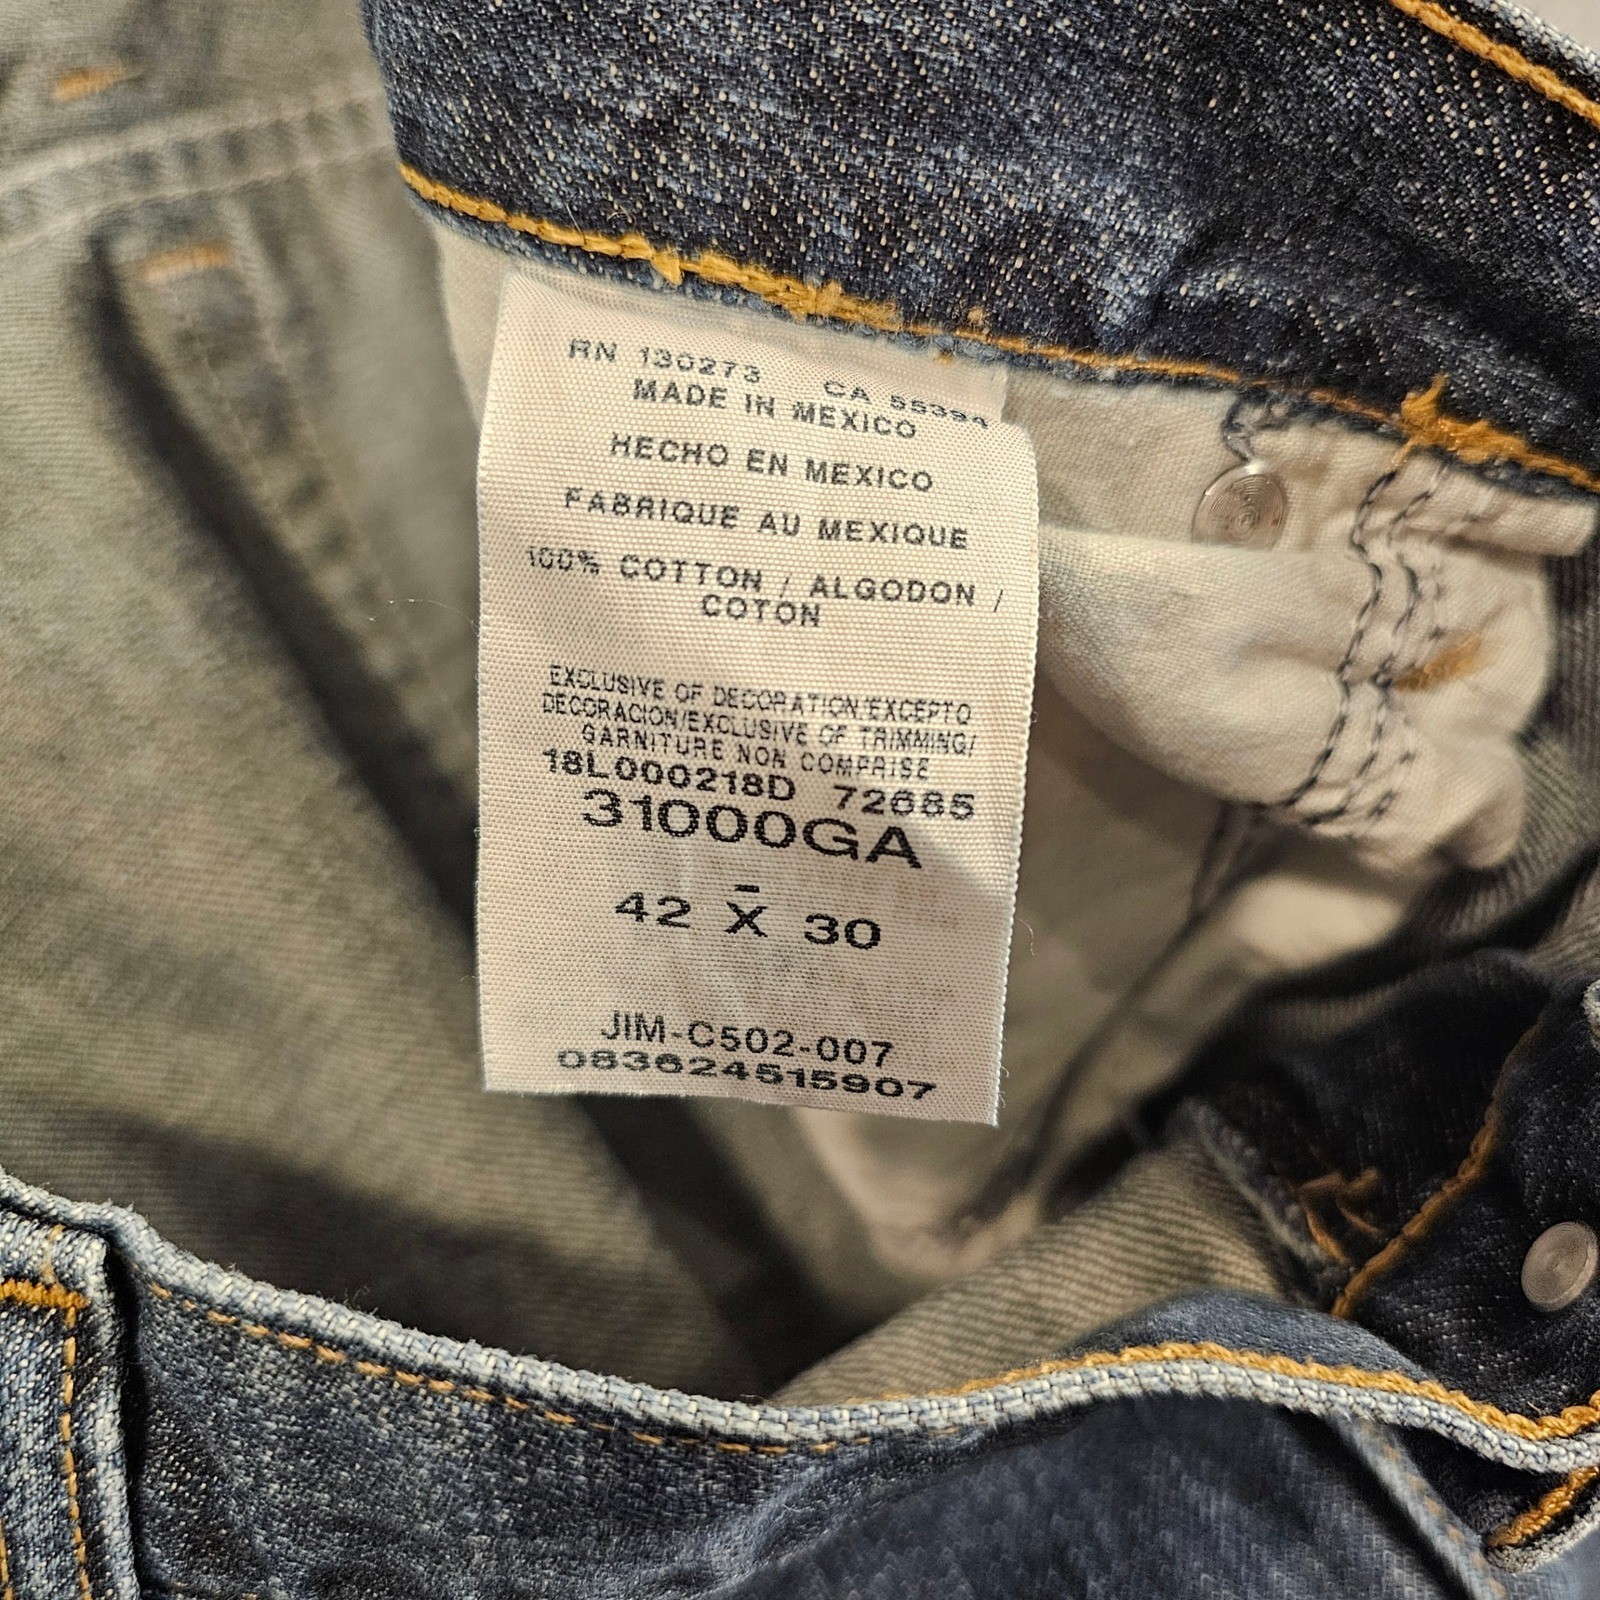 RN 130273 CA 55394
MADE IN MEXICO
HECHO EN MEXICO
FABRIQUE AU MEXIQUE
100% COTTON / ALGODON /
COTON
EXCLUSIVE OF DECORATION/EXCEPTO
DECORACION/EXCLUSIVE OF TRIMMING/
GARNITURE NON COMPRISE
18L000218D 72685
31000GA
42 X 30
JIM-C502-007
083624515907